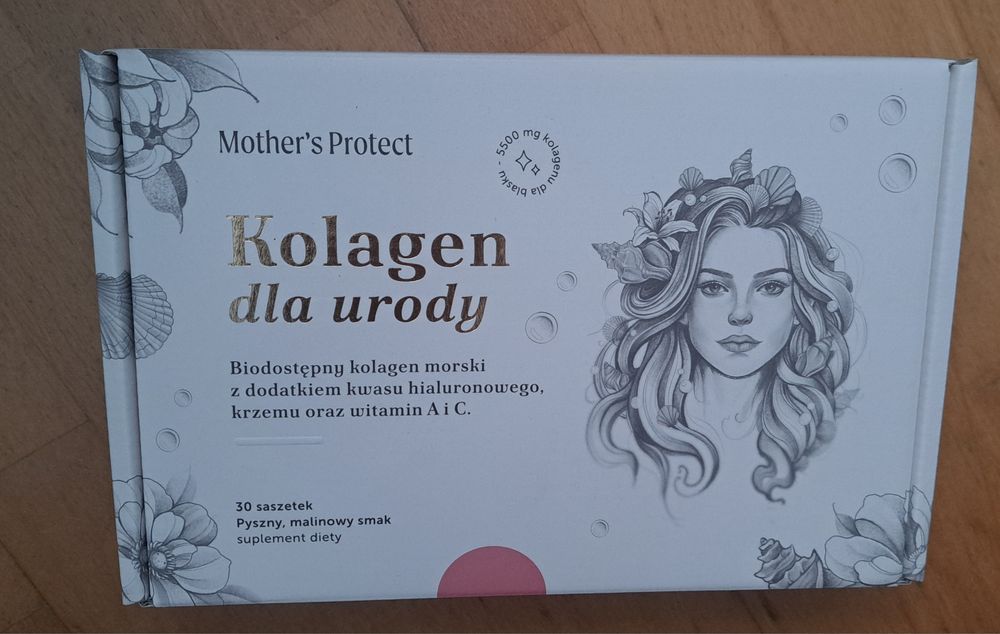 Mother's Protect
5500 mg kolagenu dla blasku -
Kolagen
dla urody
Biodostępny kolagen morski
z dodatkiem kwasu hialuronowego,
krzemu oraz witamin A i C.
30 saszetek
Pyszny, malinowy smak
suplement diety